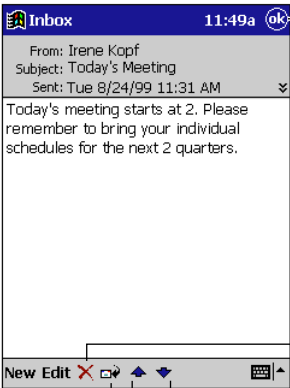 Inbox 11:49a ok
From: Irene Kopf
Subject: Today's Meeting
Sent: Tue 8/24/99 11:31 AM
Today's meeting starts at 2. Please
remember to bring your individual
schedules for the next 2 quarters.
New Edit